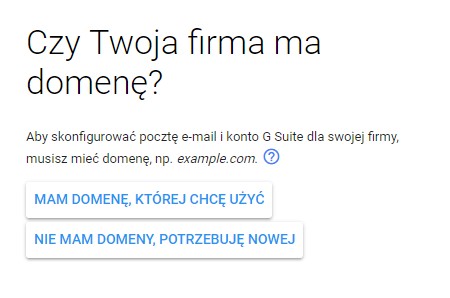 Czy Twoja firma ma
domenę?
Aby skonfigurować pocztę e-mail i konto G Suite dla swojej firmy,
musisz mieć domenę, np. example.com. ?
MAM DOMENĘ, KTÓREJ CHCĘ UŻYĆ
NIE MAM DOMENY, POTRZEBUJĘ NOWEJ